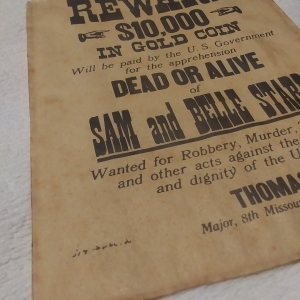 REWARD
$10,000
IN GOLD COIN
Will be paid by the U.S. Government
for the apprehension
DEAD OR ALIVE
of
SAM and BELLE STAR
Wanted for Robbery, Murder,
and other acts against the
and dignity of the U
THOMAS
Major, 8th Missou